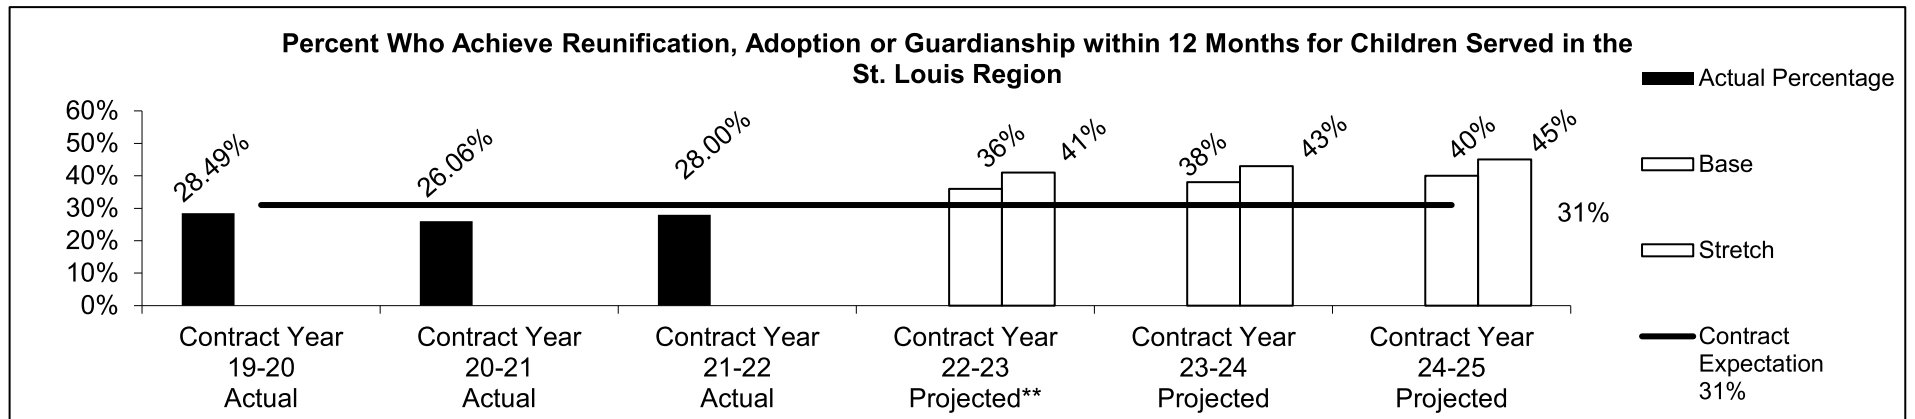 Percent Who Achieve Reunification, Adoption or Guardianship within 12 Months for Children Served in the
St. Louis Region
60%
50%
40%
30%
20%
10%
0%
28.49%
26.06%
28.00%
36%
41%
38%
43%
40%
45%
31%
Contract Year
19-20
Actual
Contract Year
20-21
Actual
Contract Year
21-22
Actual
Contract Year
22-23
Projected**
Contract Year
23-24
Projected
Contract Year
24-25
Projected
Actual Percentage
Base
Stretch
Contract
Expectation
31%